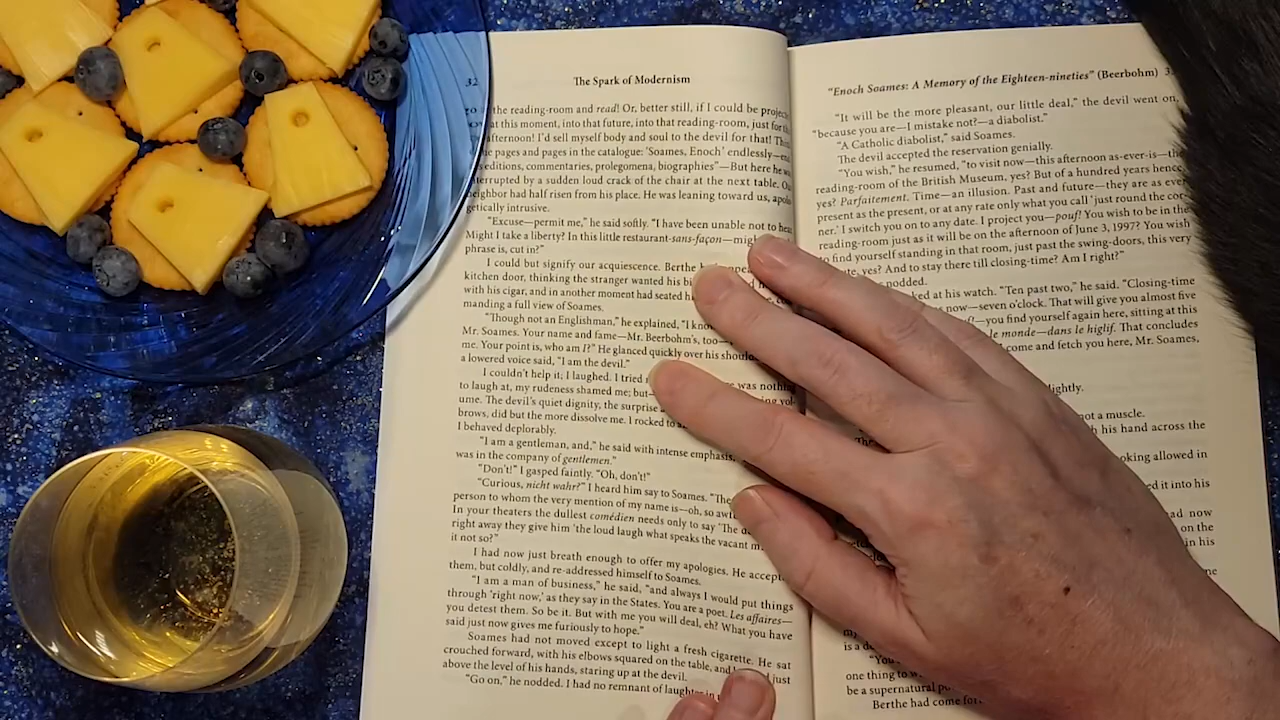 32
The Spark of Modernism
the reading-room and read! Or, better still, if I could be
at this moment, into that future, into that reading-room, just for
afternoon! I'd sell myself body and soul to the devil for that!
pages and pages in the catalogue: 'Soames, Enoch' endlessly—
editions, commentaries, prolegomena, biographies"—But here he
interrupted by a sudden loud crack of the chair at the next table.
neighbor had half risen from his place. He was leaning toward us, apolo
getically intrusive.
"Excuse—permit me," he said softly. "I have been unable not to hear.
Might I take a liberty? In this little restaurant-sans-façon—
phrase is, cut in?"
I could but signify our acquiescence. Berthe
kitchen door, thinking the stranger wanted his
with his cigar, and in another moment had seated
manding a full view of Soames.
"Though not an Englishman," he explained, "I
Mr. Soames. Your name and fame—Mr. Beerbohm's, too—
me. Your point is, who am I?" He glanced quickly over his
a lowered voice said, "I am the devil."
I couldn't help it; I laughed. I tried was
to laugh at, my rudeness shamed me; but— vol-
ume. The devil's quiet dignity, the surprise
brows, did but the more dissolve me. I rocked to
I behaved deplorably.
"I am a gentleman, and," he said with intense emphasis,
was in the company of gentlemen."
"Don't!" I gasped faintly. "Oh, don't!"
"Curious, nicht wahr?" I heard him say to Soames.
person to whom the very mention of my name is—oh, so
In your theaters the dullest comédien needs only to say
right away they give him 'the loud laugh what speaks the vacant
it not so?"
I had now just breath enough to offer my apologies. He
them, but coldly, and re-addressed himself to Soames.
"I am a man of business," he said, "and always I would put things
through 'right now,' as they say in the States. You are a poet. Les affaires—
you detest them. So be it. But with me you will deal, eh? What you have
said just now gives me furiously to hope."
Soames had not moved except to light a fresh cigarette. He sat
crouched forward, with his elbows squared on the table, and just
above the level of his hands, staring up at the devil.
"Go on," he nodded. I had no remnant of laughter in
"Enoch Soames: A Memory of the Eighteen-nineties" (Beerbohm)
"It will be the more pleasant, our little deal," the devil went on,
"because you are—I mistake not?—a diabolist."
"A Catholic diabolist," said Soames.
The devil accepted the reservation genially.
"You wish," he resumed, "to visit now—this afternoon as-ever-is—the
reading-room of the British Museum, yes? But of a hundred years hence,
yes? Parfaitement. Time—an illusion. Past and future—they are as ever
present as the present, or at any rate only what you call 'just round the cor-
ner.' I switch you on to any date. I project you—pouf! You wish to be in the
reading-room just as it will be on the afternoon of June 3, 1997? You wish
to find yourself standing in that room, just past the swing-doors, this very
yes? And to stay there till closing-time? Am I right?"
nodded.
at his watch. "Ten past two," he said. "Closing-time
now—seven o'clock. That will give you almost five
you find yourself again here, sitting at this
le monde—dans le higlif. That concludes
come and fetch you here, Mr. Soames,
not a muscle.
his hand across the
allowed in
it into his
now
on the
in his
"You
one thing to
be a supernatural
Berthe had come